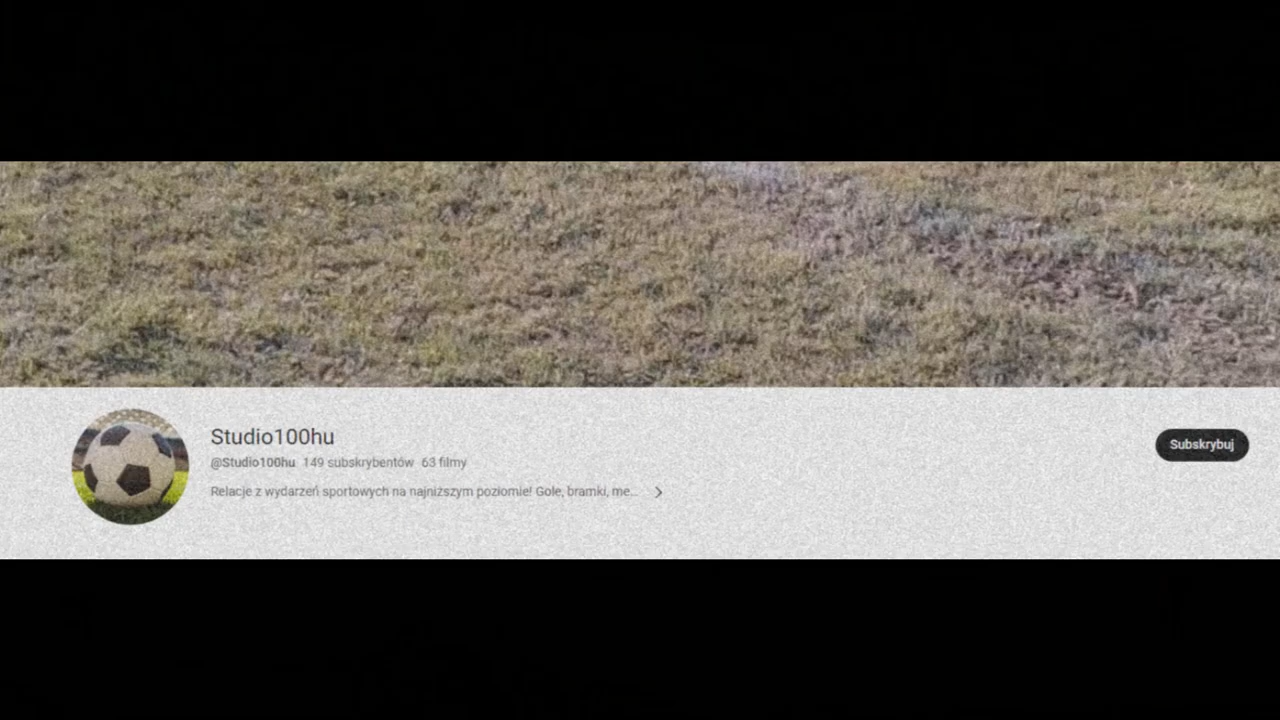 Studio100hu
@Studio100hu 149 subskrybentów 63 filmy
Relacje z wydarzeń sportowych na najniższym poziomie! Gole, bramki, me...
Subskrybuj